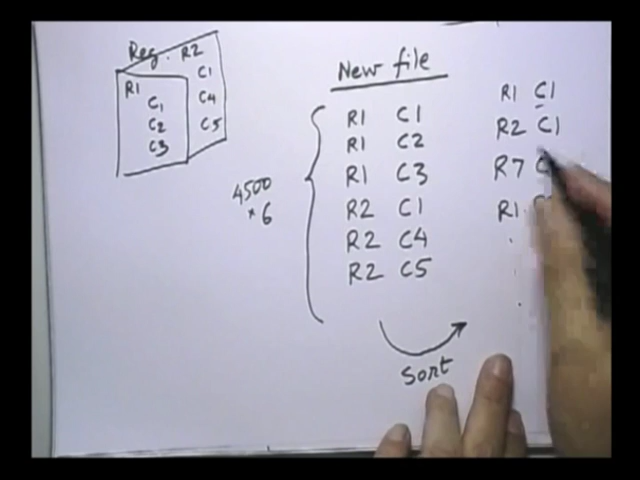 Reg. R2
R1
C1
C2
C3
C1
C4
C5
New file
R1 C1
R1 C2
R1 C3
R2 C1
R2 C4
R2 C5
4500
* 6
Sort
R1 C1
R2 C1
R7
R1